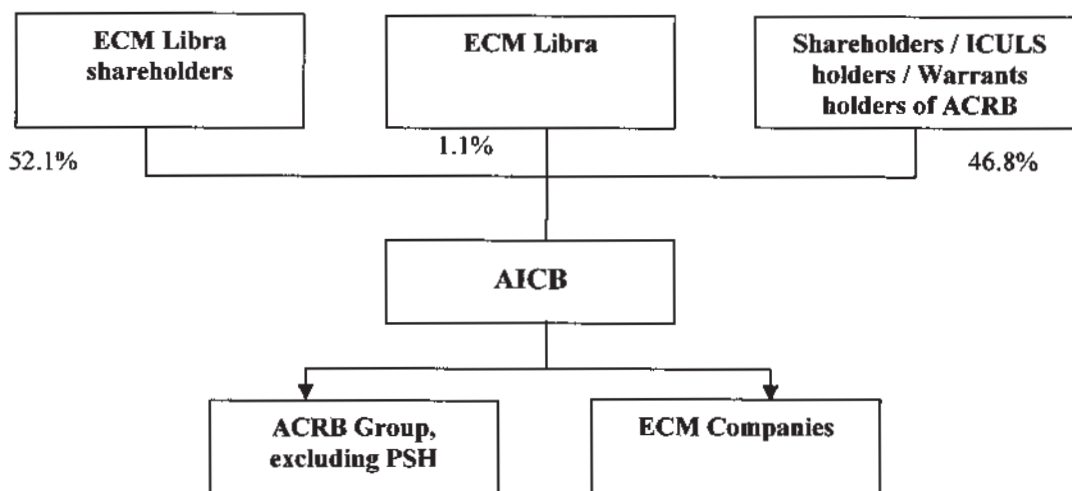 ECM Libra
shareholders
ECM Libra
Shareholders / ICULS
holders / Warrants
holders of ACRB
52.1%
1.1%
46.8%
AICB
ACRB Group,
excluding PSH
ECM Companies